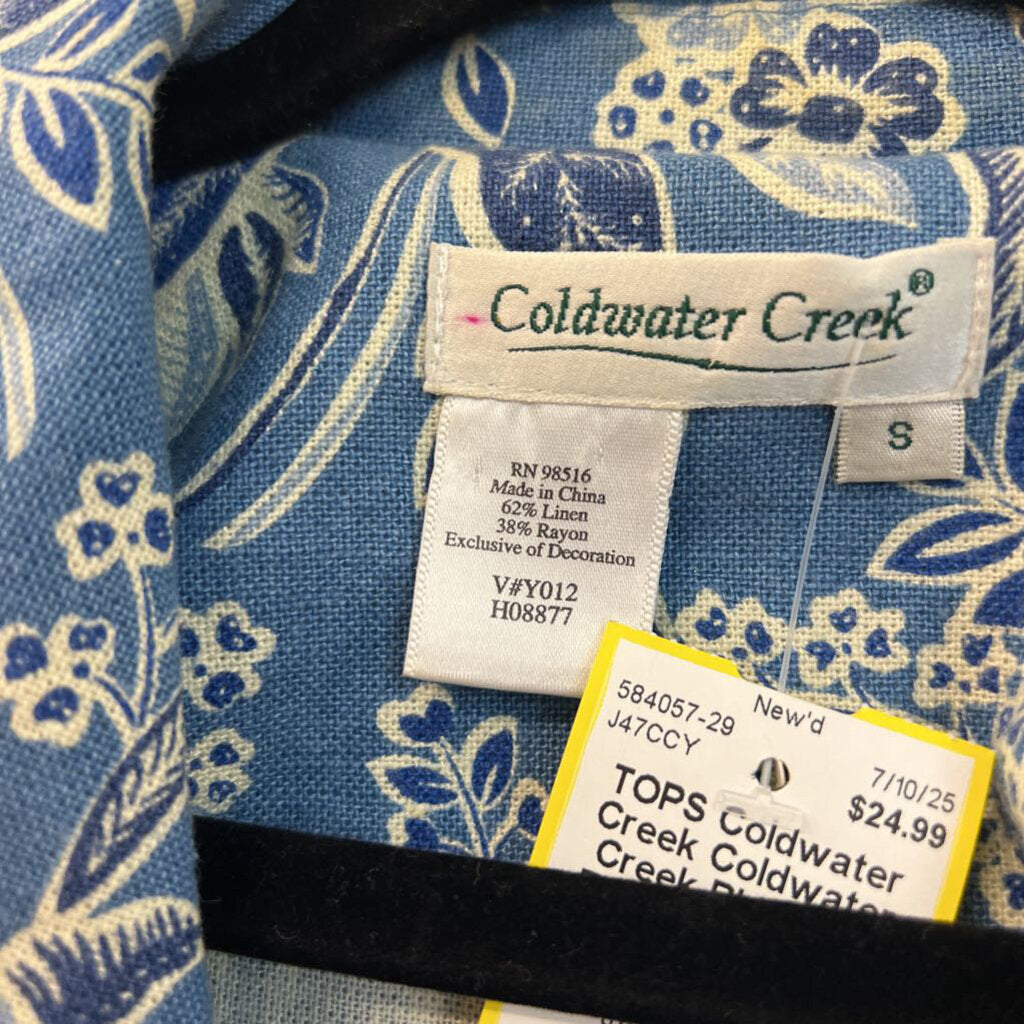 Coldwater Creek®
S
RN 98516
Made in China
62% Linen
38% Rayon
Exclusive of Decoration
V#Y012
H08877
584057-29
New'd
J47CCY
7/10/25
$24.99
TOPS Coldwater
Creek Coldwater
Creek